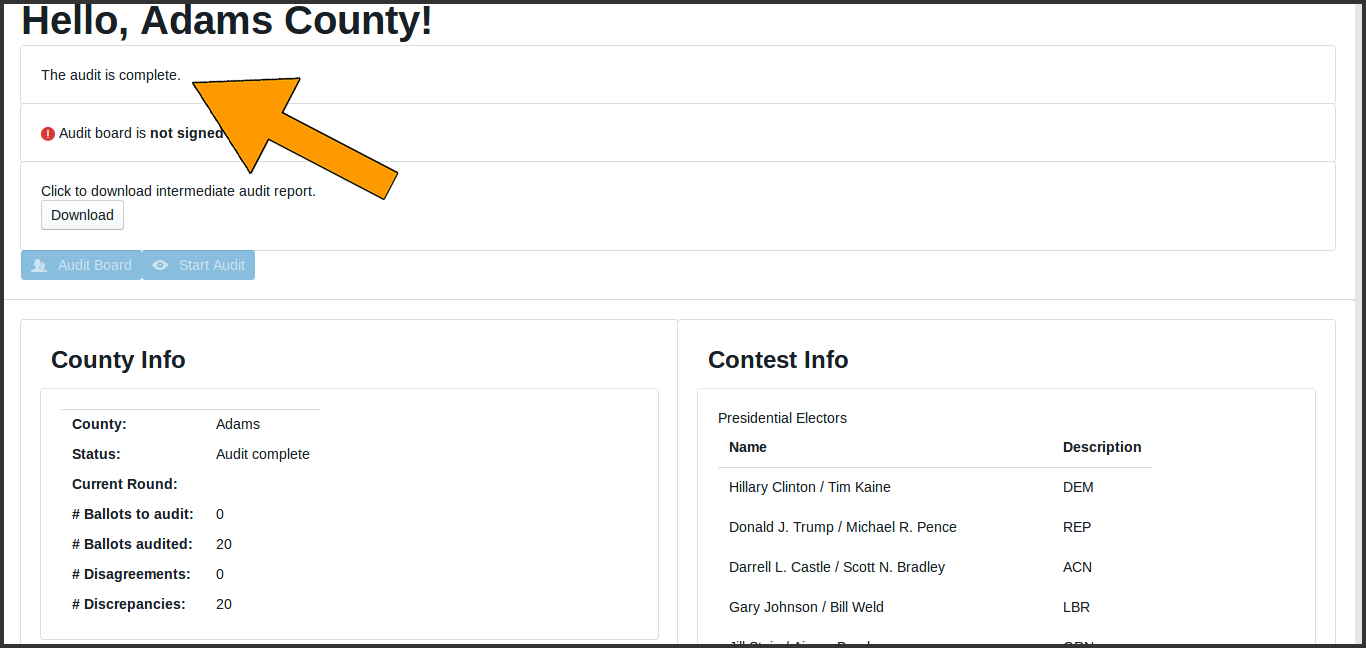 Hello, Adams County!
The audit is complete.
! Audit board is not signed
Click to download intermediate audit report.
Download
Audit Board Start Audit
County Info
County: Adams
Status: Audit complete
Current Round:
# Ballots to audit: 0
# Ballots audited: 20
# Disagreements: 0
# Discrepancies: 20
Contest Info
Presidential Electors
Name Description
Hillary Clinton / Tim Kaine DEM
Donald J. Trump / Michael R. Pence REP
Darrell L. Castle / Scott N. Bradley ACN
Gary Johnson / Bill Weld LBR